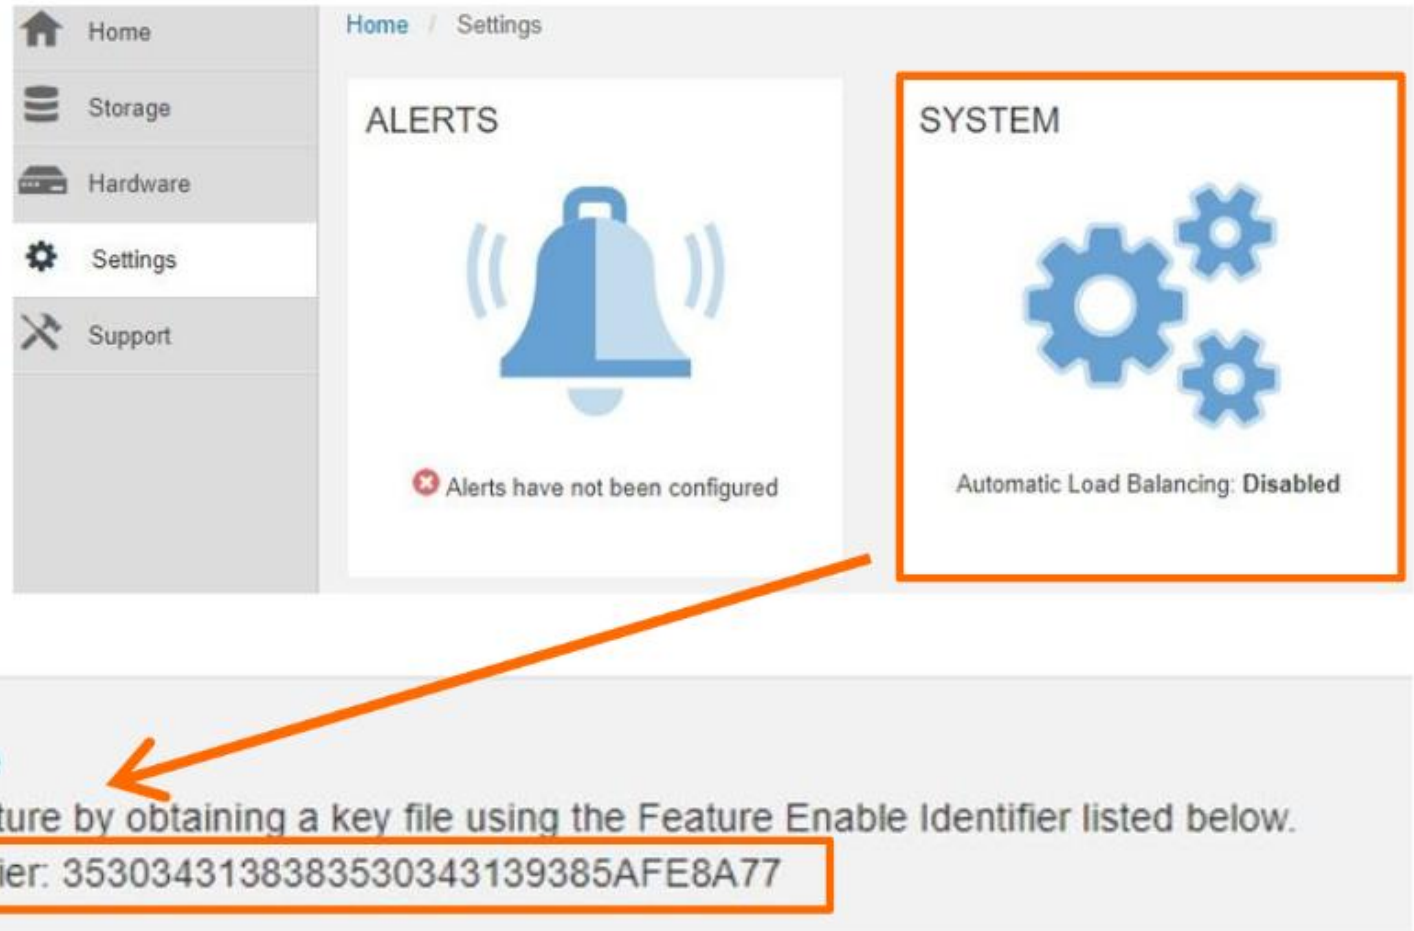 Home
Storage
Hardware
Settings
Support
Home / Settings
ALERTS
Alerts have not been configured
SYSTEM
Automatic Load Balancing: Disabled
ture by obtaining a key file using the Feature Enable Identifier listed below.
ier: 3530343138383530343139385AFE8A77